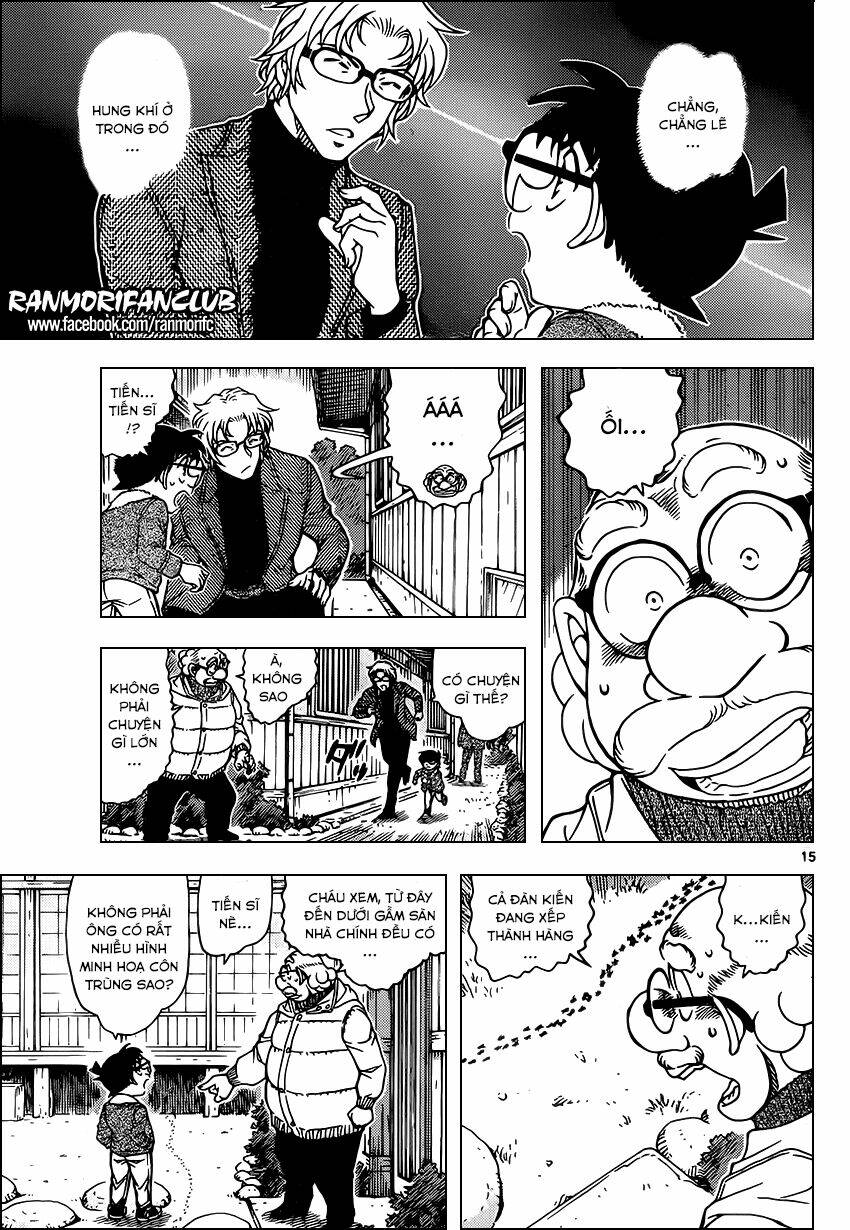 CHẲNG,
CHẲNG LẼ
...
HUNG KHÍ Ở
TRONG ĐÓ
...
RANMORIFANCLUB
www.facebook.com/ranmorifc
ỐI...
ÁÁÁ
...
TIẾN...
TIẾN SĨ
!?
CÓ CHUYỆN
GÌ THẾ?
À,
KHÔNG
SAO
KHÔNG
PHẢI
CHUYỆN
GÌ LỚN
...
15
K...KIẾN
...
CẢ ĐÀN KIẾN
ĐANG XẾP
THÀNH HÀNG
...
CHÁU XEM, TỪ ĐÂY
ĐẾN DƯỚI GẦM SÀN
NHÀ CHÍNH ĐỀU CÓ
TIẾN SĨ
NÈ...
KHÔNG PHẢI
ÔNG CÓ RẤT
NHIỀU HÌNH
MINH HOẠ CÔN
TRÙNG SAO?